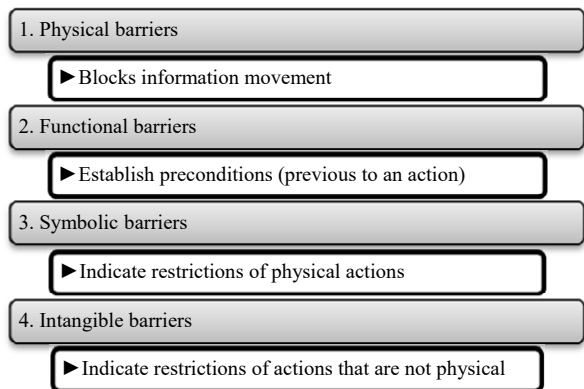 1. Physical barriers
►Blocks information movement
2. Functional barriers
►Establish preconditions (previous to an action)
3. Symbolic barriers
►Indicate restrictions of physical actions
4. Intangible barriers
►Indicate restrictions of actions that are not physical